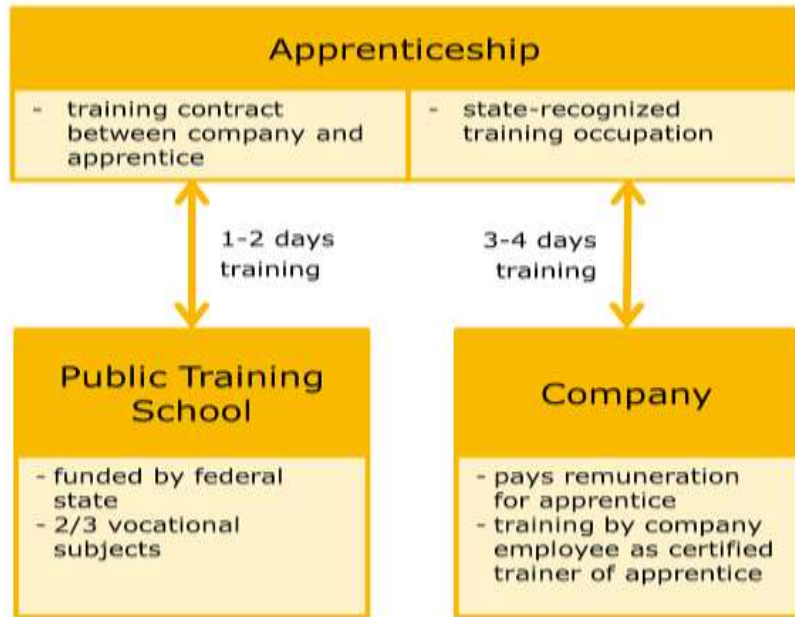 Apprenticeship
- training contract
between company and
apprentice
- state-recognized
training occupation
1-2 days
training
3-4 days
training
Public Training
School
- funded by federal
state
- 2/3 vocational
subjects
Company
- pays remuneration
for apprentice
- training by company
employee as certified
trainer of apprentice